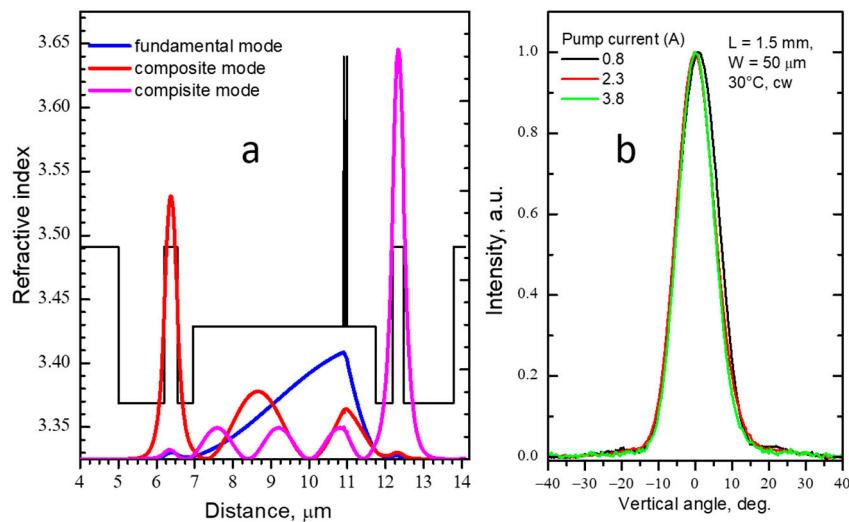 fundamental mode
composite mode
compisite mode
a
Refractive index
3.65
3.60
3.55
3.50
3.45
3.40
3.35
4 5 6 7 8 9 10 11 12 13 14
Distance, μm
Pump current (A)
0.8
2.3
3.8
L = 1.5 mm,
W = 50 μm
30°C, cw
b
Intensity, a.u.
1.0
0.8
0.6
0.4
0.2
0.0
−40 −30 −20 −10 0 10 20 30 40
Vertical angle, deg.